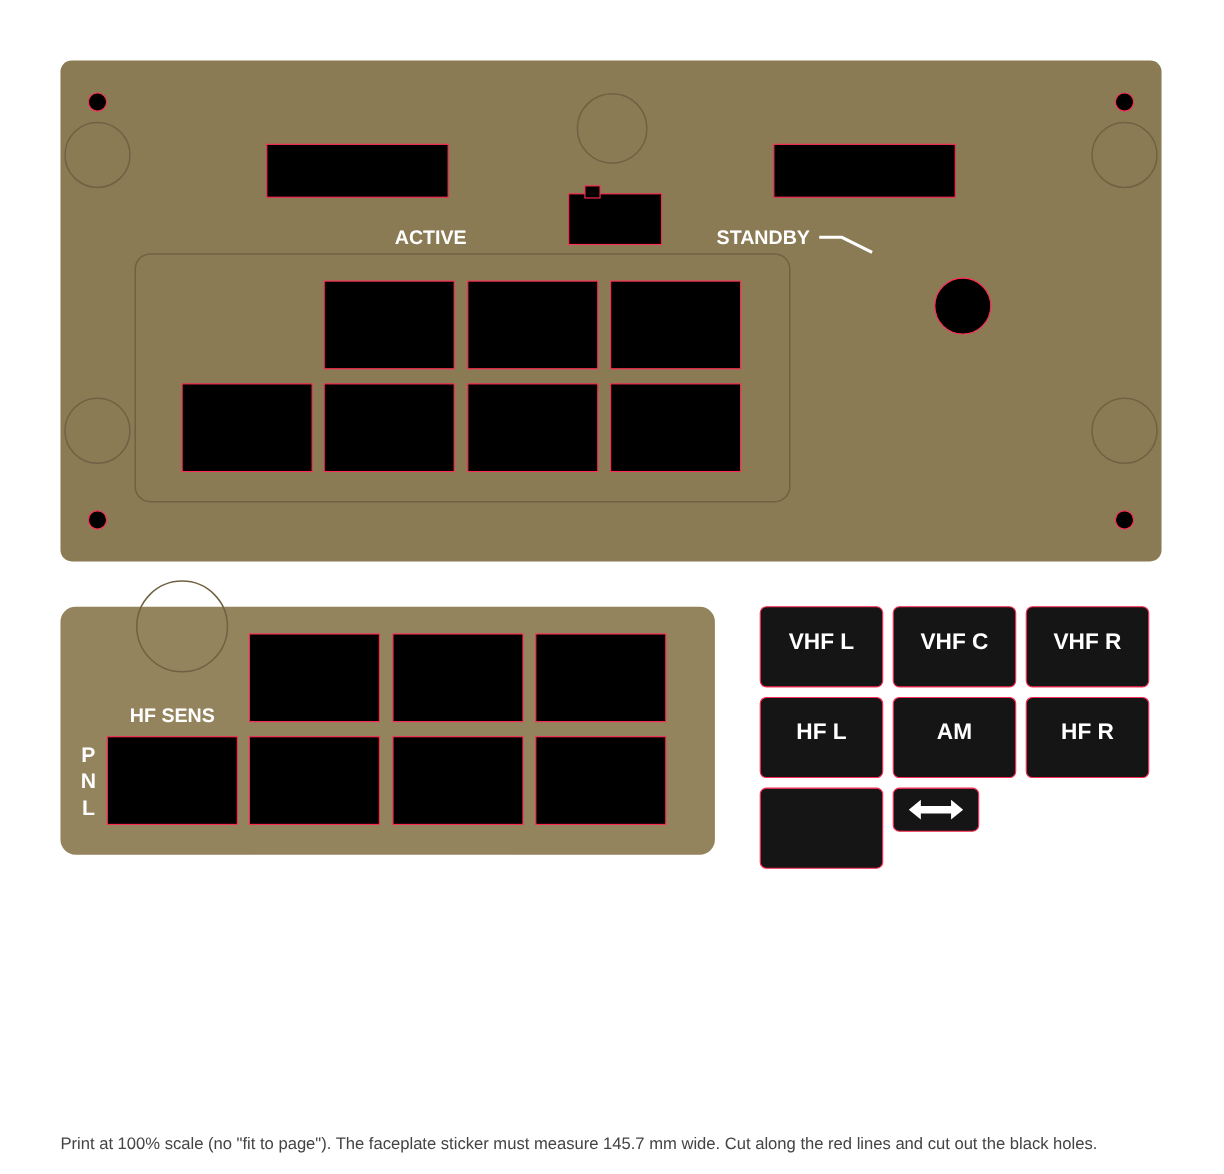 ACTIVE
STANDBY
HF SENS
P
N
L
VHF L
VHF C
VHF R
HF L
AM
HF R
Print at 100% scale (no "fit to page"). The faceplate sticker must measure 145.7 mm wide. Cut along the red lines and cut out the black holes.